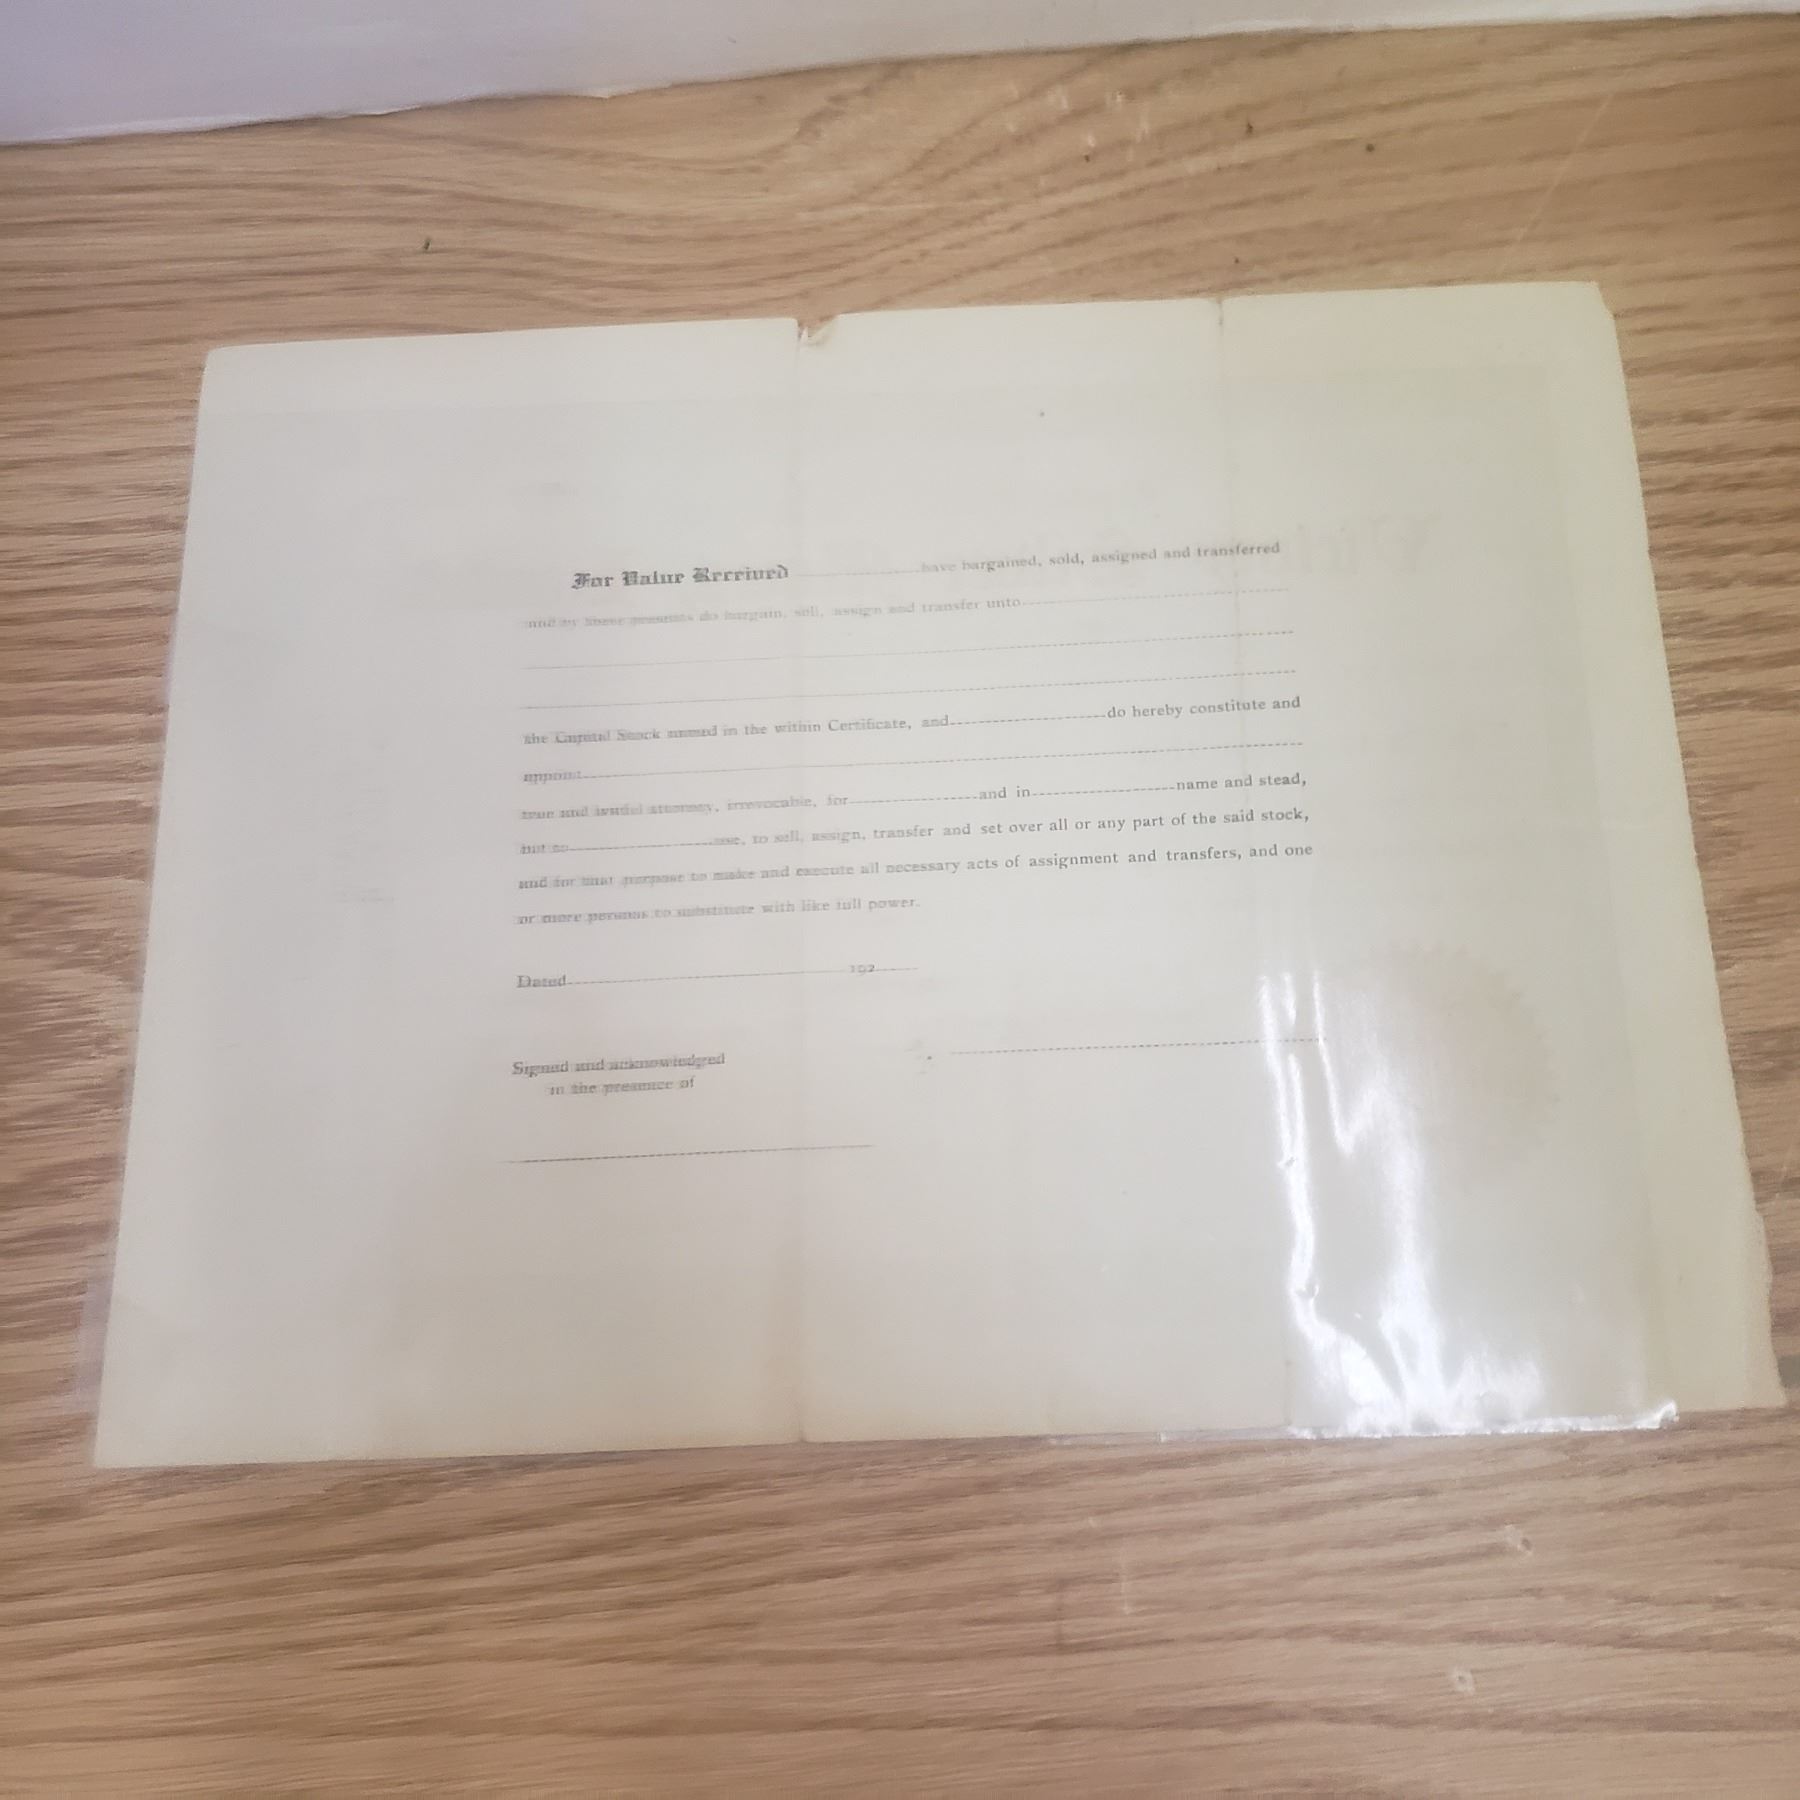 For Value Received ............ have bargained, sold, assigned and transferred
and by these presents do bargain, sell, assign and transfer unto
the Capital Stock named in the within Certificate, and ............ do hereby constitute and
appoint
true and lawful attorney, irrevocable, for ............ and in ............ name and stead,
but to ............ use, to sell, assign, transfer and set over all or any part of the said stock,
and for that purpose to make and execute all necessary acts of assignment and transfers, and one
or more persons to substitute with like full power.
Dated ............ 192
Signed and acknowledged
in the presence of